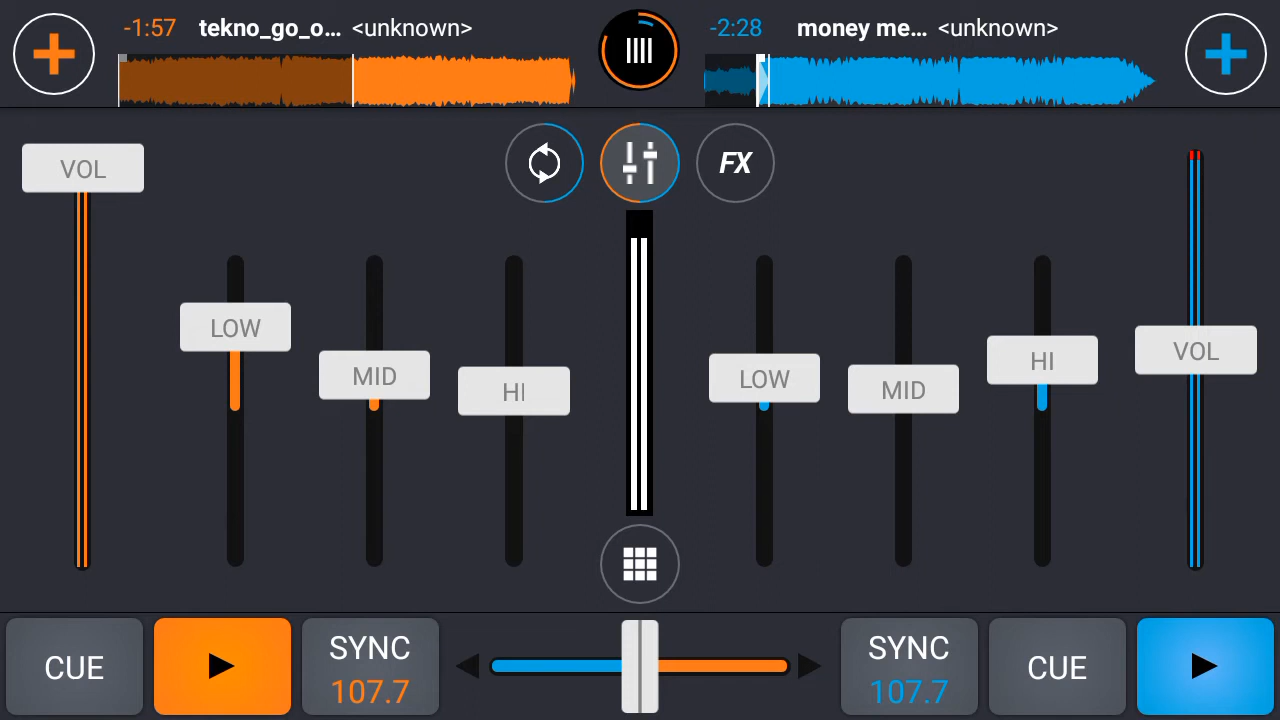 -1:57 tekno_go_o... <unknown>
-2:28 money me... <unknown>
FX
VOL
LOW
MID
HI
LOW
MID
HI
VOL
CUE
SYNC
107.7
SYNC
107.7
CUE